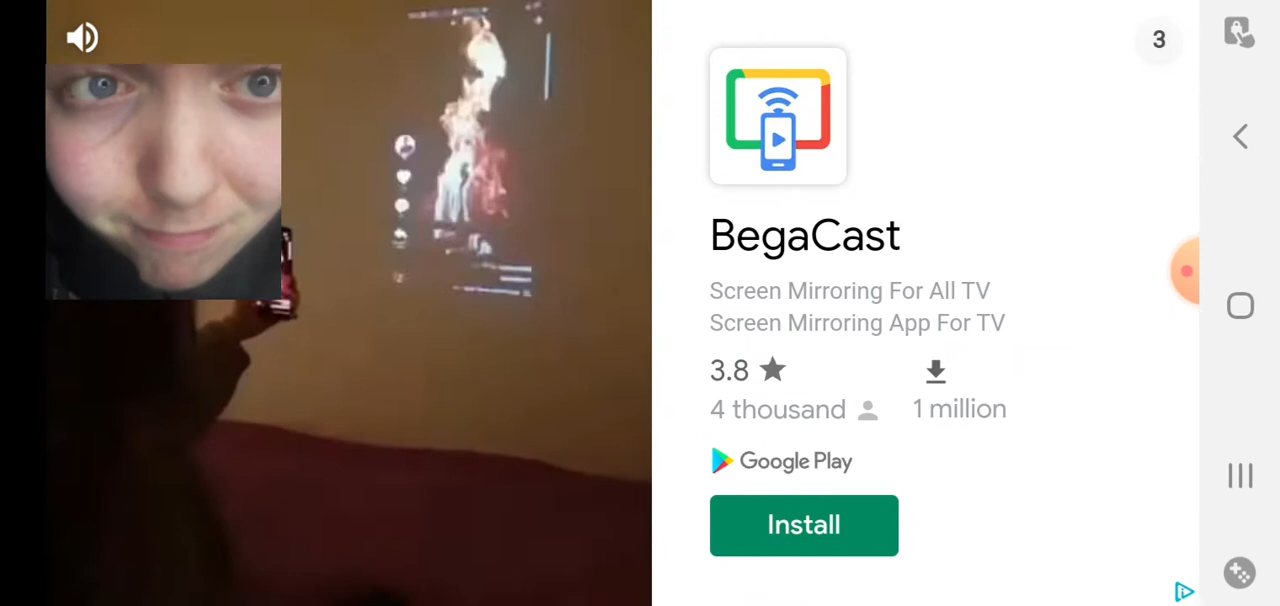 3
BegaCast
Screen Mirroring For All TV
Screen Mirroring App For TV
3.8
4 thousand
1 million
Google Play
Install